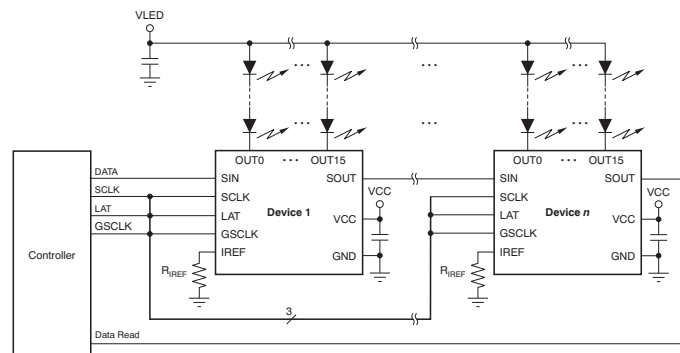 VLED
OUT0 ••• OUT15
OUT0 ••• OUT15
DATA
SIN
SOUT
SIN
SOUT
SCLK
SCLK
VCC
SCLK
VCC
LAT
LAT
Device 1
VCC
LAT
Device n
VCC
GSCLK
GSCLK
GSCLK
Controller
IREF
GND
IREF
GND
RIREF
RIREF
3
Data Read